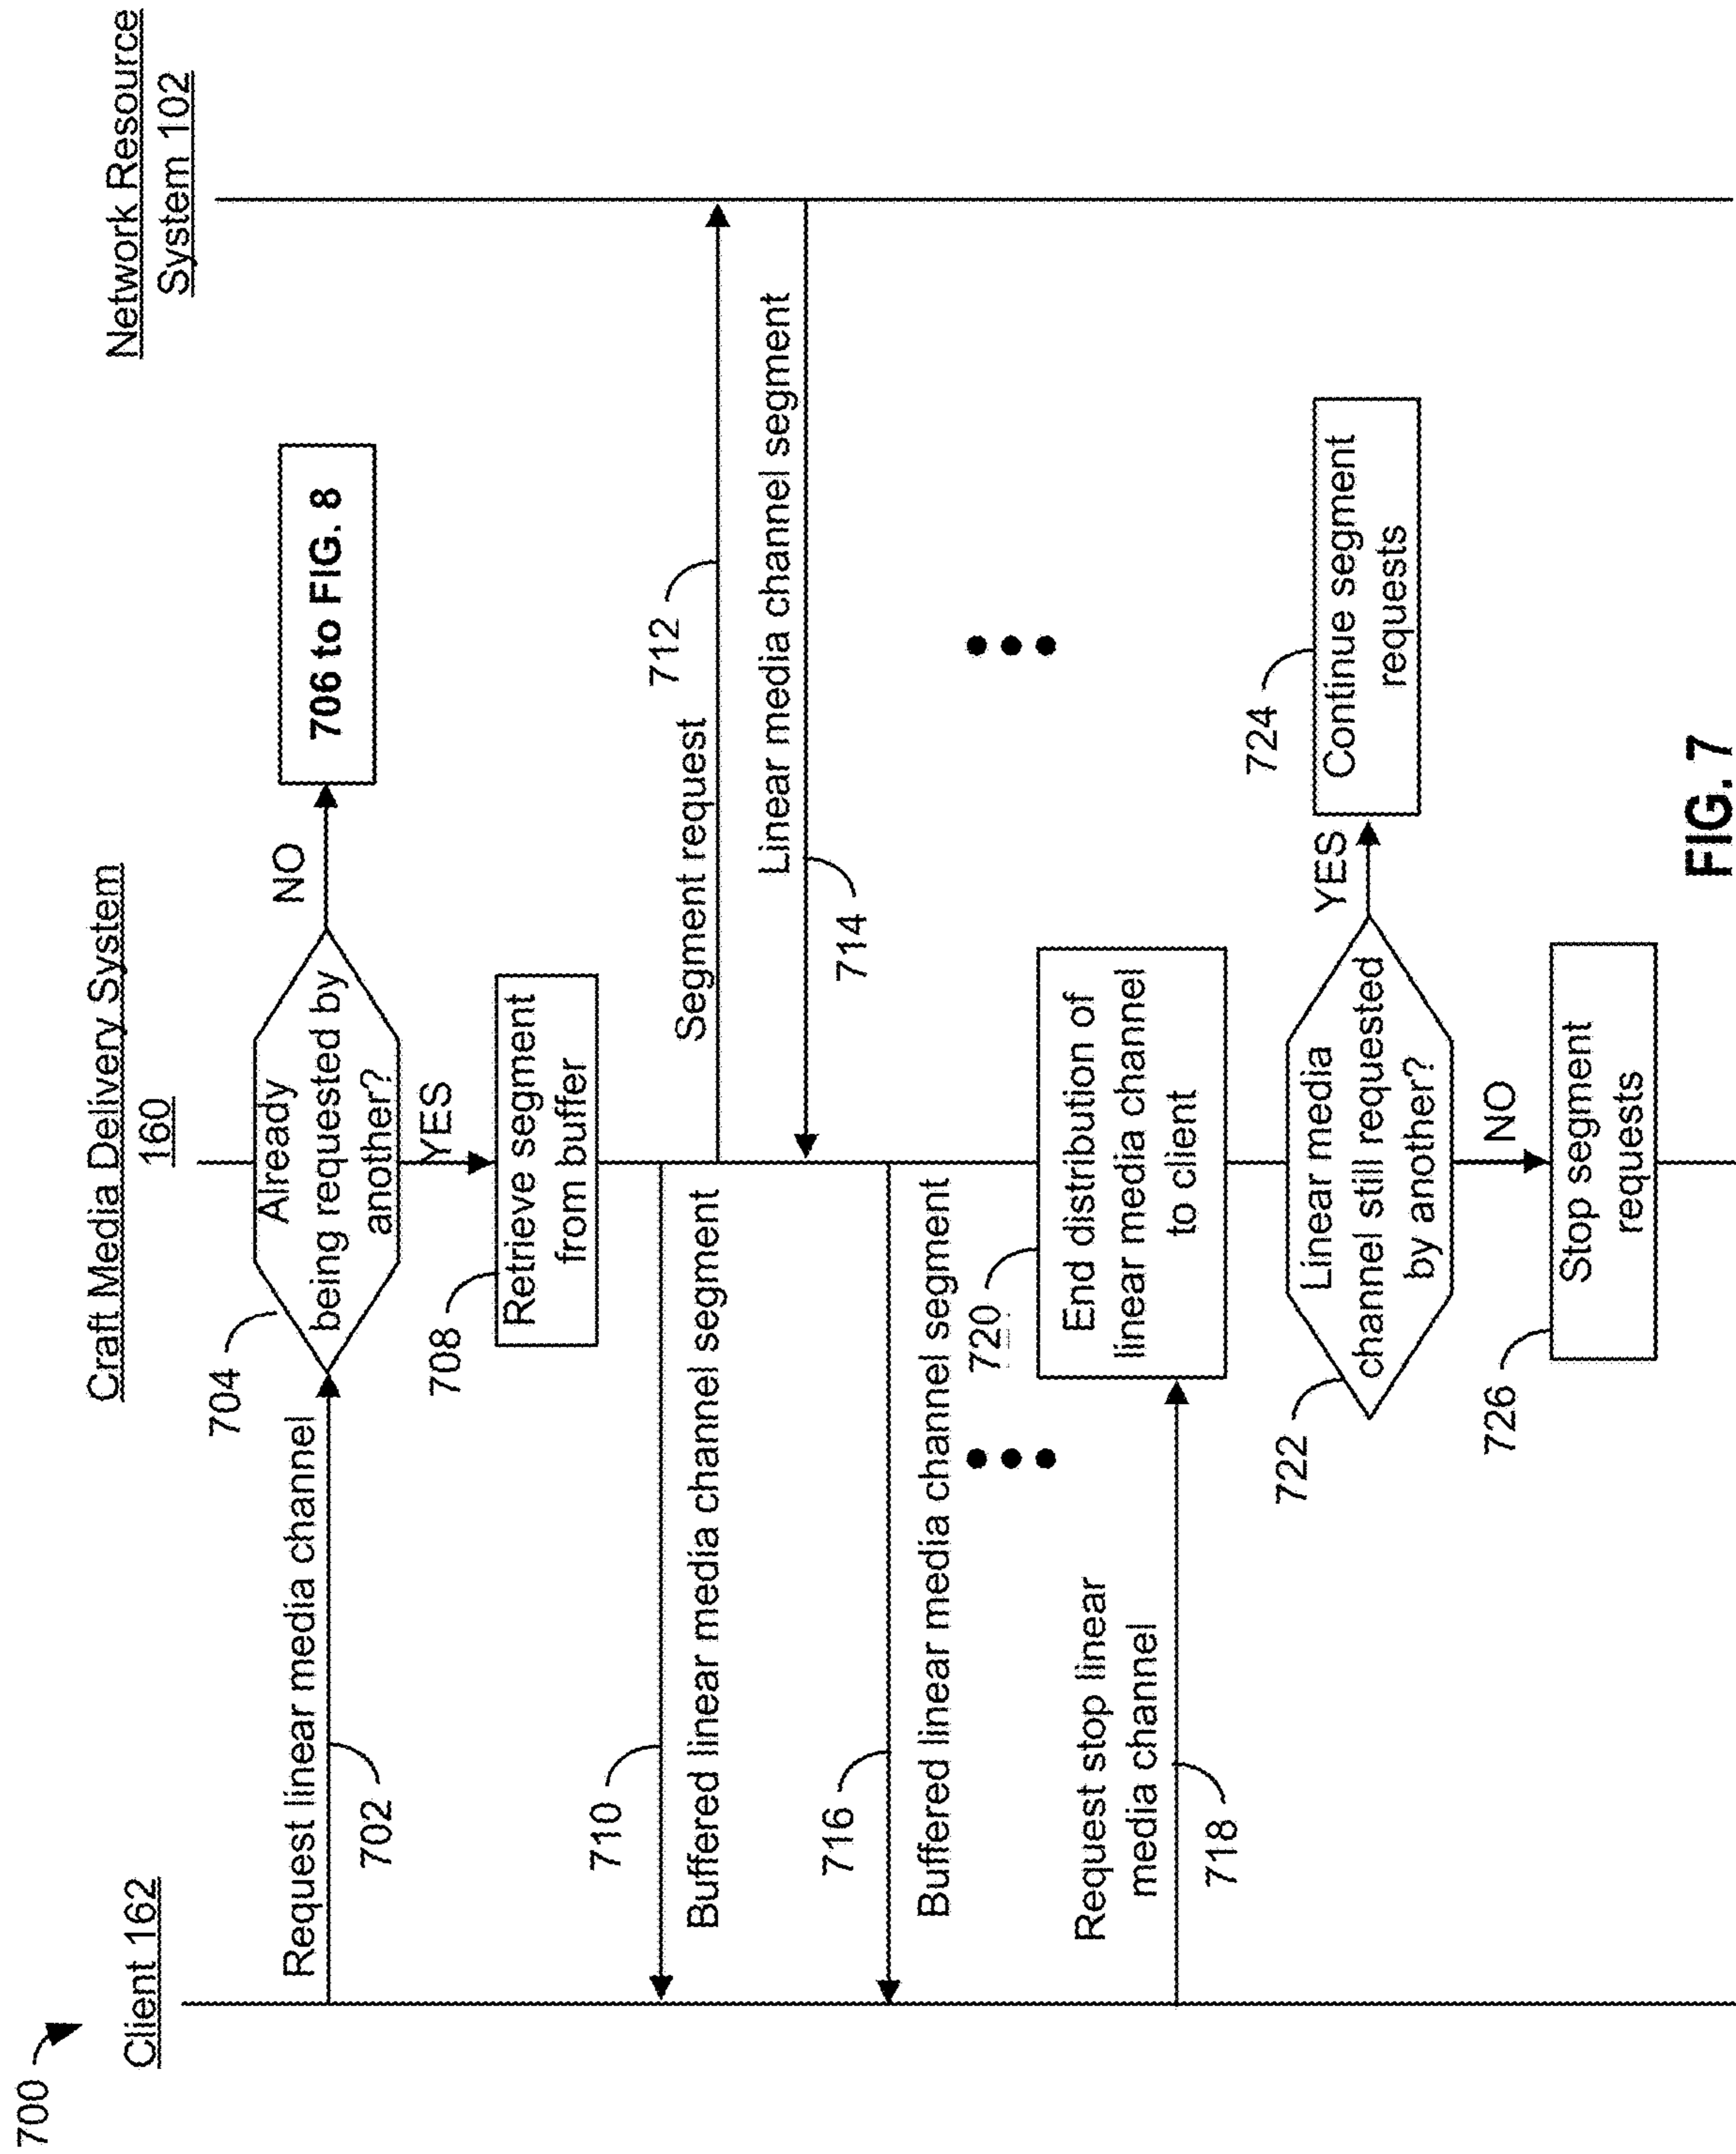 700
Client 162
Craft Media Delivery System
160
Network Resource
System 102
Request linear media channel
702
704
Already
being requested by
another?
NO
706 to FIG. 8
YES
708
Retrieve segment
from buffer
710
Buffered linear media channel segment
Segment request
712
Linear media channel segment
714
716
Buffered linear media channel segment
720
End distribution of
linear media channel
to client
Request stop linear
media channel
718
722
Linear media
channel still requested
by another?
YES
724
Continue segment
requests
NO
726
Stop segment
requests
FIG. 7